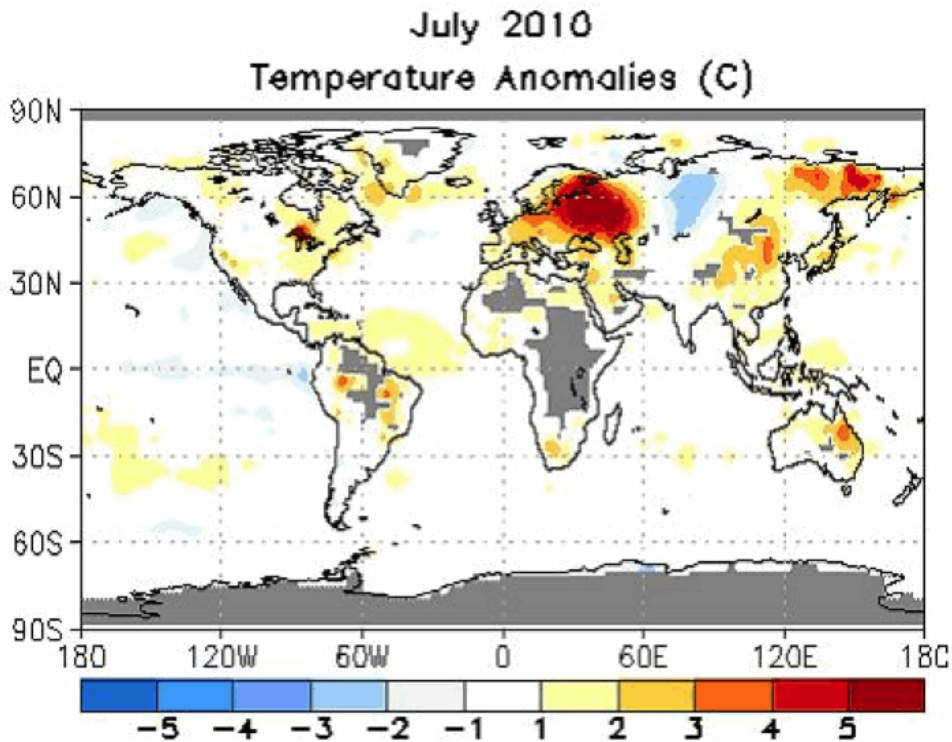 July 2010
Temperature Anomalies (C)
90N
60N
30N
EQ
30S
60S
90S
180 120W 60W 0 60E 120E 180
-5 -4 -3 -2 -1 1 2 3 4 5